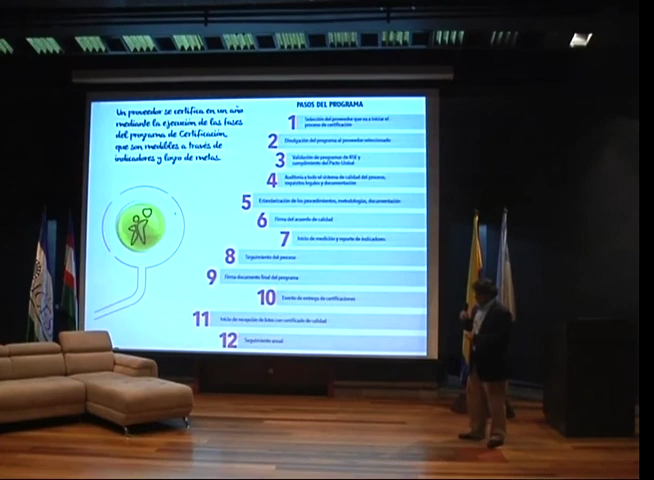 Un proveedor se certifica en un año
mediante la ejecución de las fases
del programa de Certificación,
que son medibles a través de
indicadores y logro de metas.
PASOS DEL PROGRAMA
1 Selección del proveedor que va a iniciar el
proceso de certificación
2 Divulgación del programa al proveedor seleccionado
3 Validación de programas de RSE y
cumplimiento del Pacto Global
4 Auditoría a todo el sistema de calidad del proceso,
requisitos legales y documentación
5 Estandarización de los procedimientos, metodologías, documentación
6 Firma del acuerdo de calidad
7 Inicio de medición y reporte de indicadores
8 Seguimiento del proceso
9 Firma documento final del programa
10 Evento de entrega de certificaciones
11 Inicio de recepción de lotes con certificado de calidad
12 Seguimiento anual